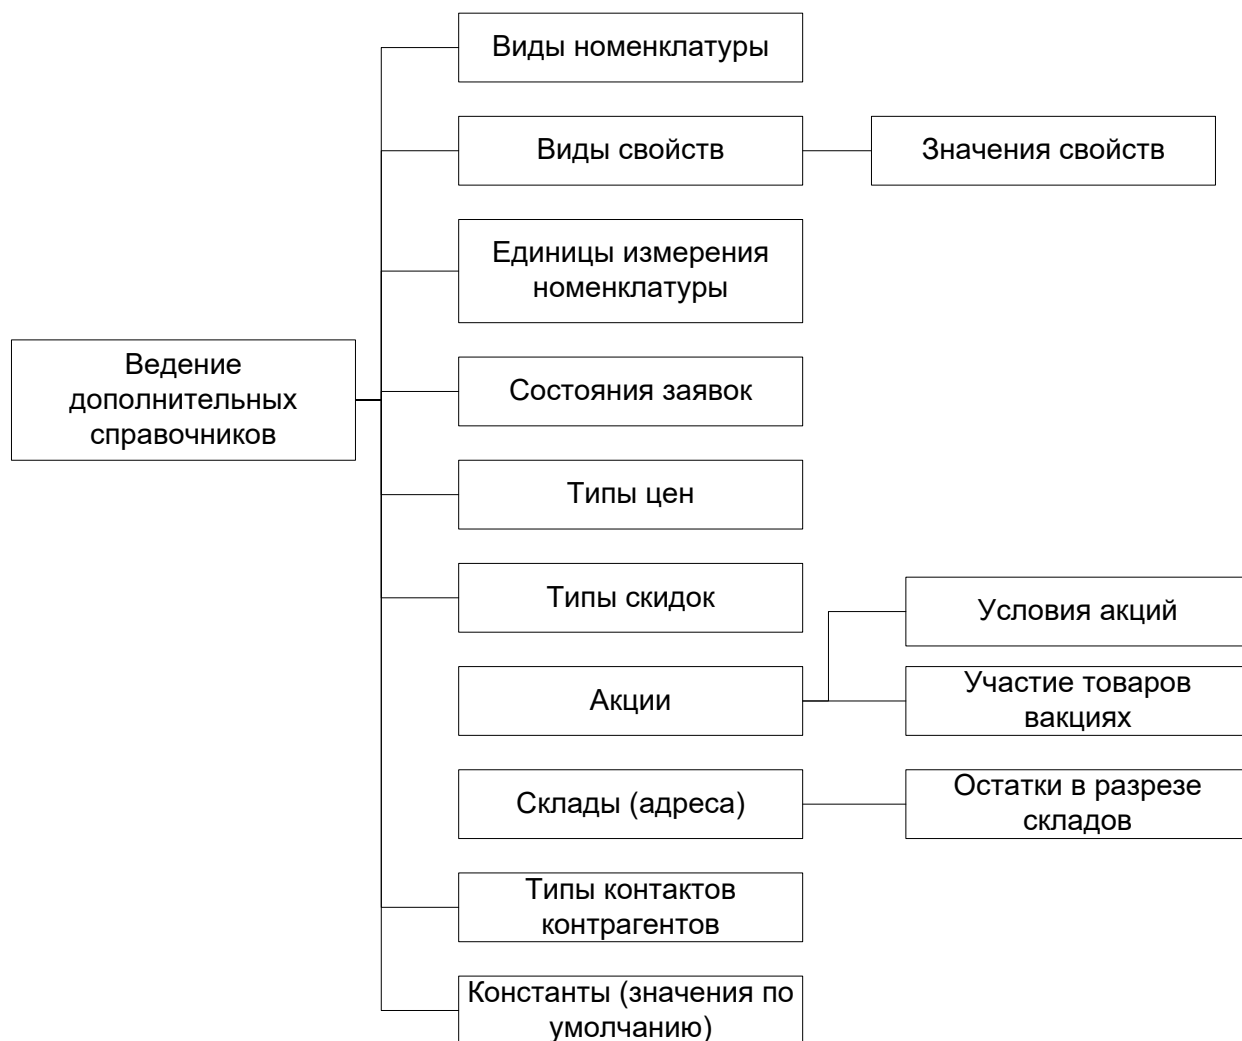 Виды номенклатуры
Виды свойств
Значения свойств
Единицы измерения
номенклатуры
Ведение
дополнительных
справочников
Состояния заявок
Типы цен
Типы скидок
Условия акций
Акции
Участие товаров
вакциях
Склады (адреса)
Остатки в разрезе
складов
Типы контактов
контрагентов
Константы (значения по
умолчанию)